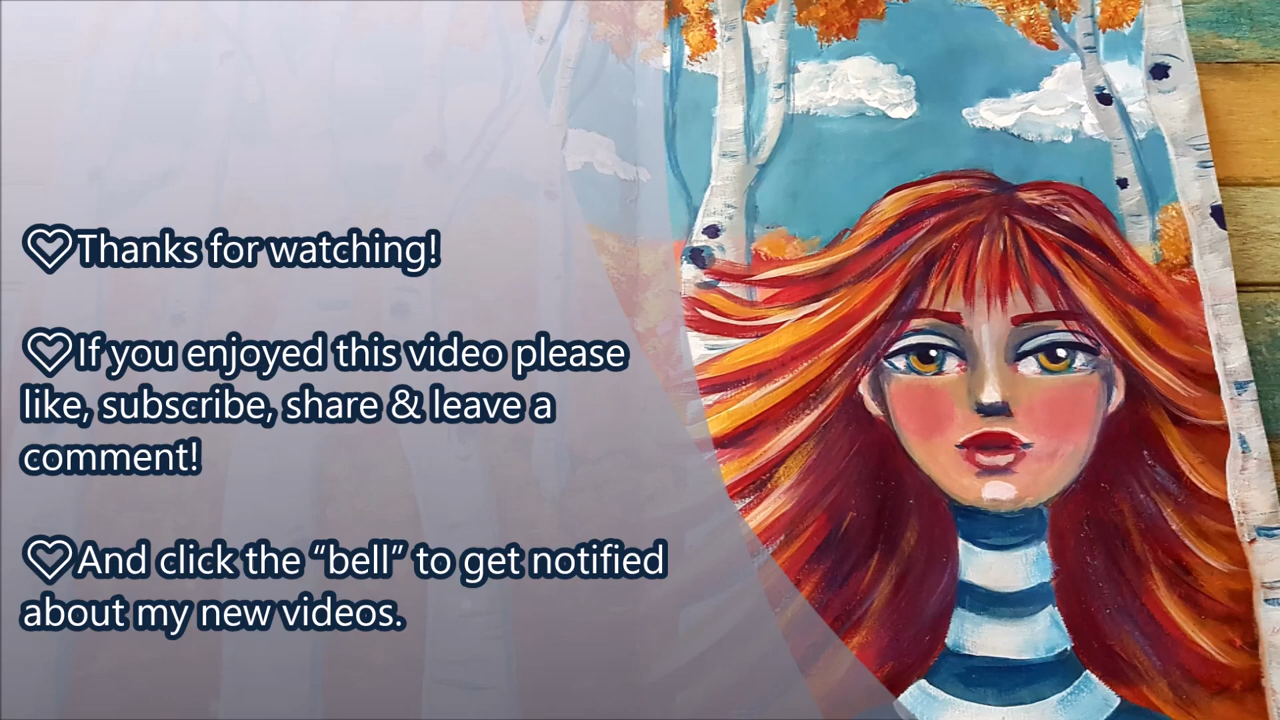 ♡Thanks for watching!
♡If you enjoyed this video please
like, subscribe, share & leave a
comment!
♡And click the “bell” to get notified
about my new videos.